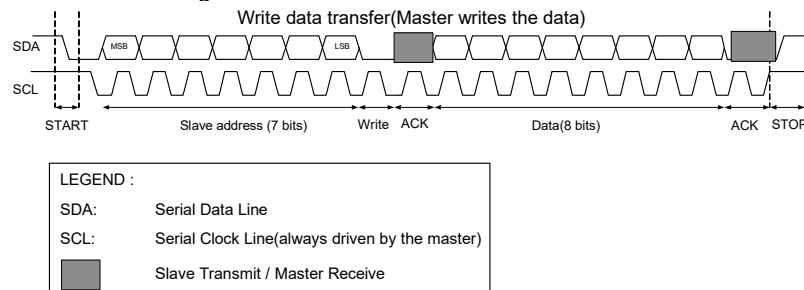 Write data transfer(Master writes the data)
SDA MSB LSB
SCL
START Slave address (7 bits) Write ACK Data(8 bits) ACK STOP
LEGEND :
SDA: Serial Data Line
SCL: Serial Clock Line(always driven by the master)
Slave Transmit / Master Receive